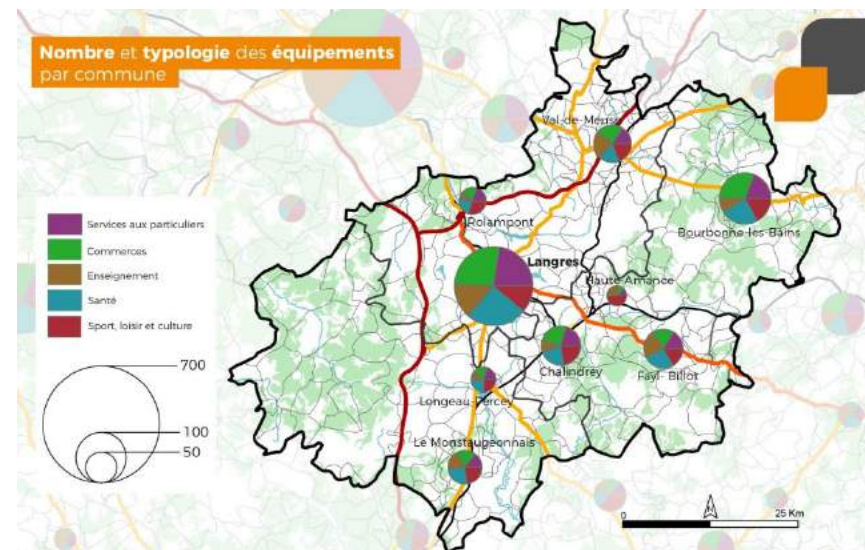 Nombre et typologie des équipements
par commune
Val-de-Meuse
Rolampont
Bourbonne-les-Bains
Langres
Haute-Amance
Chalindrey
Fayl-Billot
Longeau-Percey
Le Monstaugeonnais
Services aux particuliers
Commerces
Enseignement
Santé
Sport, loisir et culture
700
100
50
N
0
25 Km